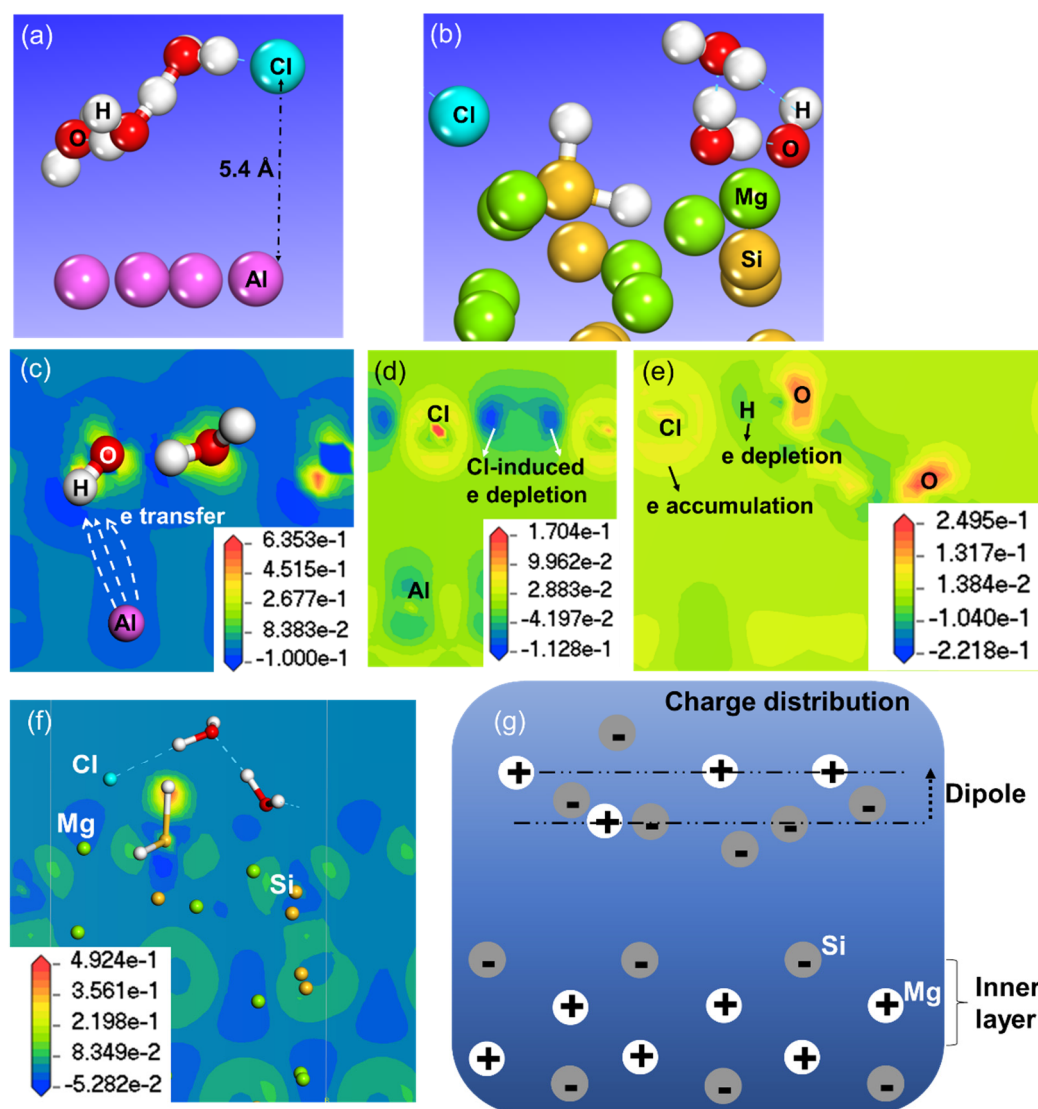 (a)
Cl
H
O
5.4 Å
Al
(b)
Cl
H
O
Mg
Si
(c)
O
H
e transfer
Al
6.353e-1
4.515e-1
2.677e-1
8.383e-2
-1.000e-1
(d)
Cl
Cl-induced
e depletion
Al
1.704e-1
9.962e-2
2.883e-2
-4.197e-2
-1.128e-1
(e)
O
H
Cl
e depletion
O
e accumulation
2.495e-1
1.317e-1
1.384e-2
-1.040e-1
-2.218e-1
(f)
Cl
Mg
Si
4.924e-1
3.561e-1
2.198e-1
8.349e-2
-5.282e-2
(g)
Charge distribution
-
+ + +
Dipole
- -
+ - -
-
Si
- - -
Mg
+ + +
Inner
layer
+ + +
- - -